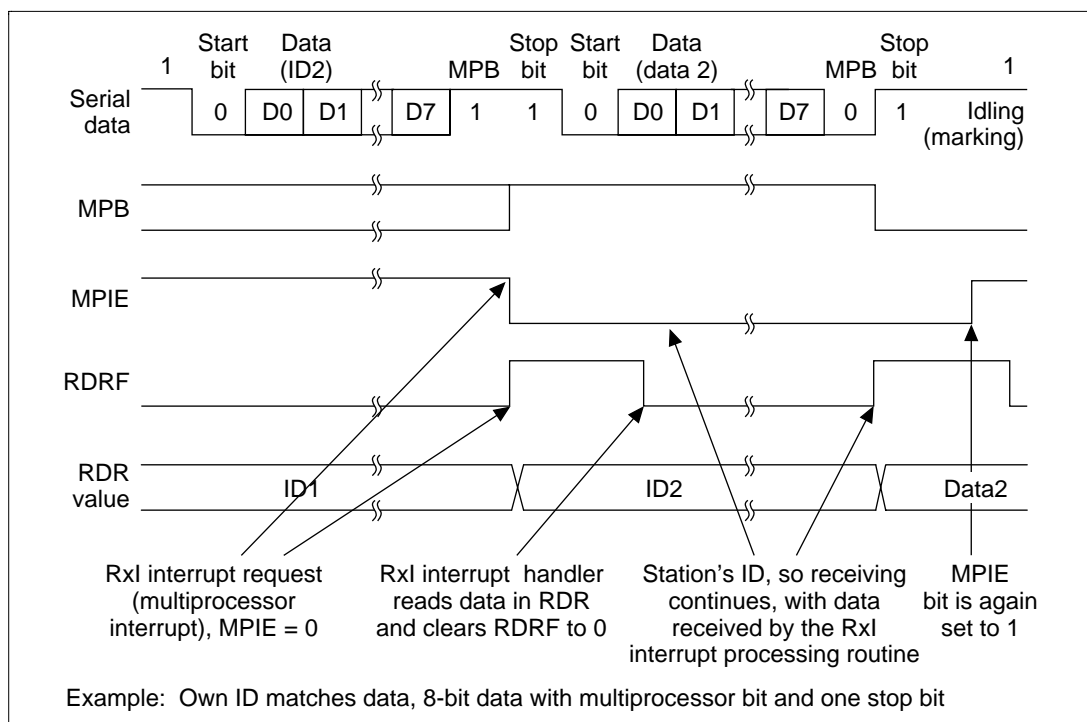 Start Data Stop Start Data Stop
1 bit (ID2) MPB bit bit (data 2) MPB bit 1
Serial data
0 D0 D1 D7 1 1 0 D0 D1 D7 0 1 Idling (marking)
MPB
MPIE
RDRF
RDR
value
ID1 ID2 Data2
RxI interrupt request
(multiprocessor
interrupt), MPIE = 0
RxI interrupt handler
reads data in RDR
and clears RDRF to 0
Station's ID, so receiving
continues, with data
received by the RxI
interrupt processing routine
MPIE
bit is again
set to 1
Example: Own ID matches data, 8-bit data with multiprocessor bit and one stop bit